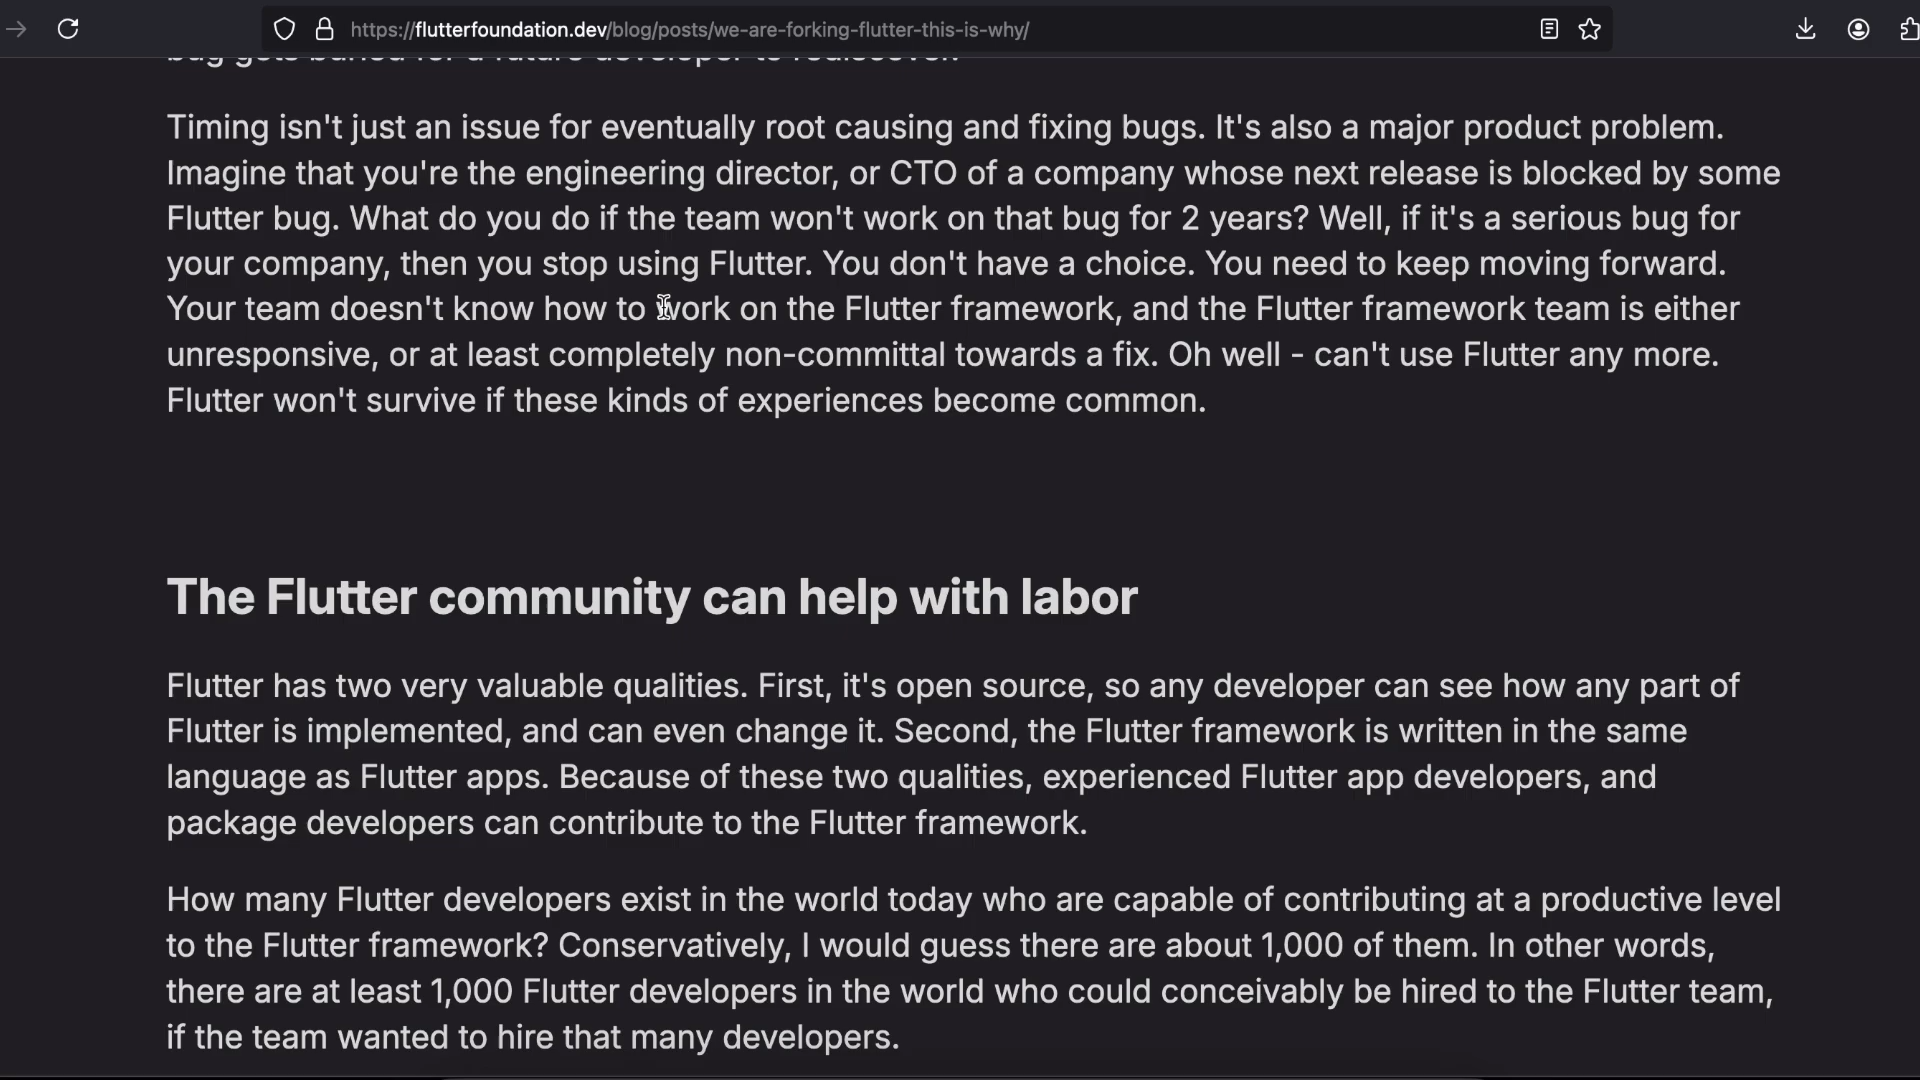 https://flutterfoundation.dev/blog/posts/we-are-forking-flutter-this-is-why/
bug gets buried for a future developer to rediscover.
Timing isn't just an issue for eventually root causing and fixing bugs. It's also a major product problem.
Imagine that you're the engineering director, or CTO of a company whose next release is blocked by some
Flutter bug. What do you do if the team won't work on that bug for 2 years? Well, if it's a serious bug for
your company, then you stop using Flutter. You don't have a choice. You need to keep moving forward.
Your team doesn't know how to work on the Flutter framework, and the Flutter framework team is either
unresponsive, or at least completely non-committal towards a fix. Oh well - can't use Flutter any more.
Flutter won't survive if these kinds of experiences become common.
The Flutter community can help with labor
Flutter has two very valuable qualities. First, it's open source, so any developer can see how any part of
Flutter is implemented, and can even change it. Second, the Flutter framework is written in the same
language as Flutter apps. Because of these two qualities, experienced Flutter app developers, and
package developers can contribute to the Flutter framework.
How many Flutter developers exist in the world today who are capable of contributing at a productive level
to the Flutter framework? Conservatively, I would guess there are about 1,000 of them. In other words,
there are at least 1,000 Flutter developers in the world who could conceivably be hired to the Flutter team,
if the team wanted to hire that many developers.